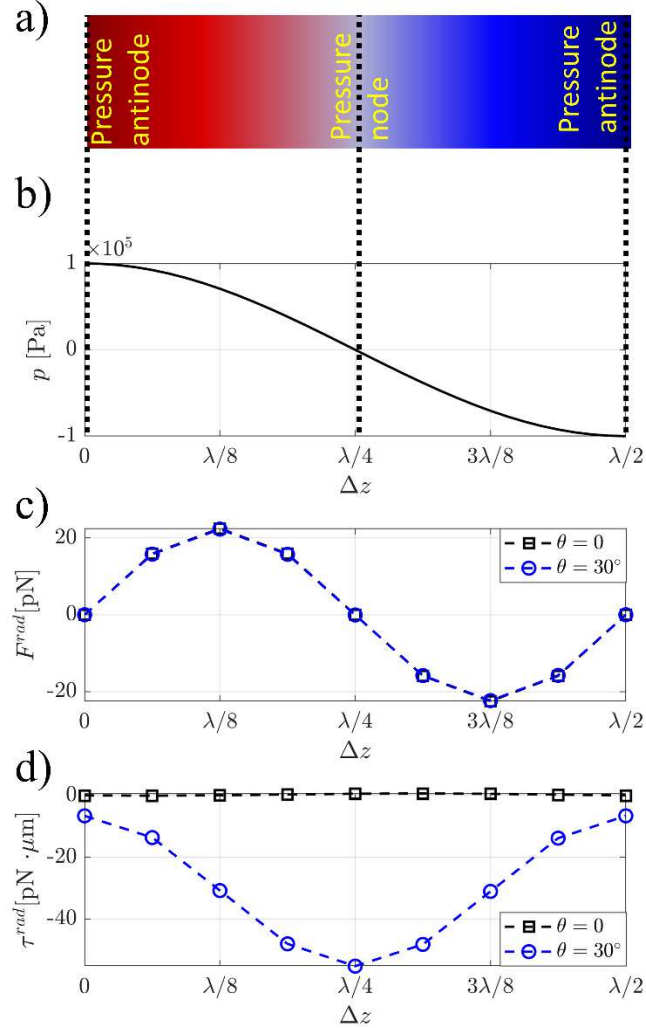 a)
Pressure
antinode
Pressure
node
Pressure
antinode
b)
×10⁵
1
0
-1
p [Pa]
0 λ/8 λ/4 3λ/8 λ/2
Δz
c)
20
0
-20
F^{rad}[pN]
θ = 0
θ = 30°
0 λ/8 λ/4 3λ/8 λ/2
Δz
d)
0
-20
-40
τ^{rad}[pN ·μm]
θ = 0
θ = 30°
0 λ/8 λ/4 3λ/8 λ/2
Δz